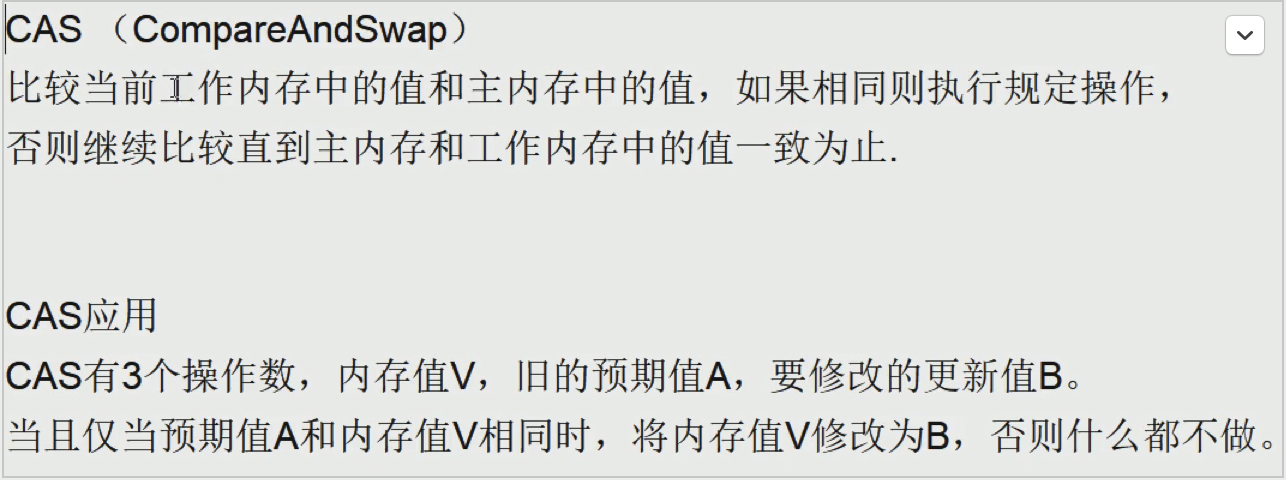 CAS （CompareAndSwap）
比较当前工作内存中的值和主内存中的值，如果相同则执行规定操作，
否则继续比较直到主内存和工作内存中的值一致为止.
CAS应用
CAS有3个操作数，内存值V，旧的预期值A，要修改的更新值B。
当且仅当预期值A和内存值V相同时，将内存值V修改为B，否则什么都不做。